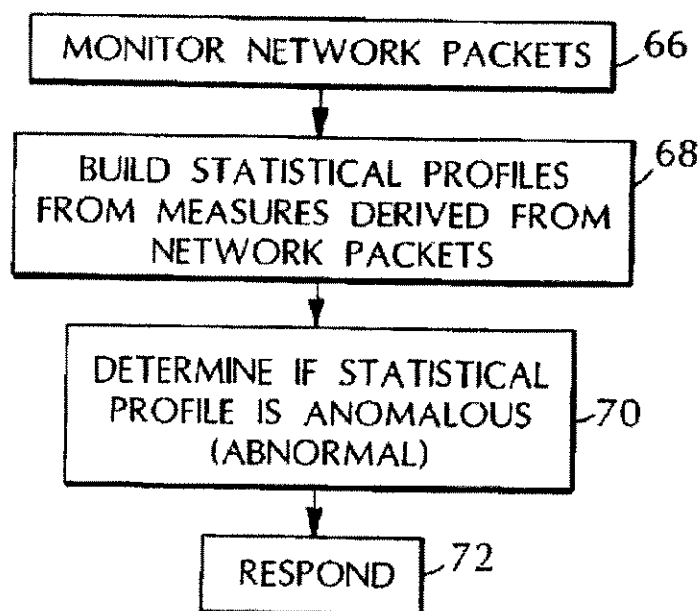 MONITOR NETWORK PACKETS 66
BUILD STATISTICAL PROFILES
FROM MEASURES DERIVED FROM
NETWORK PACKETS
68
DETERMINE IF STATISTICAL
PROFILE IS ANOMALOUS
(ABNORMAL)
70
RESPOND 72